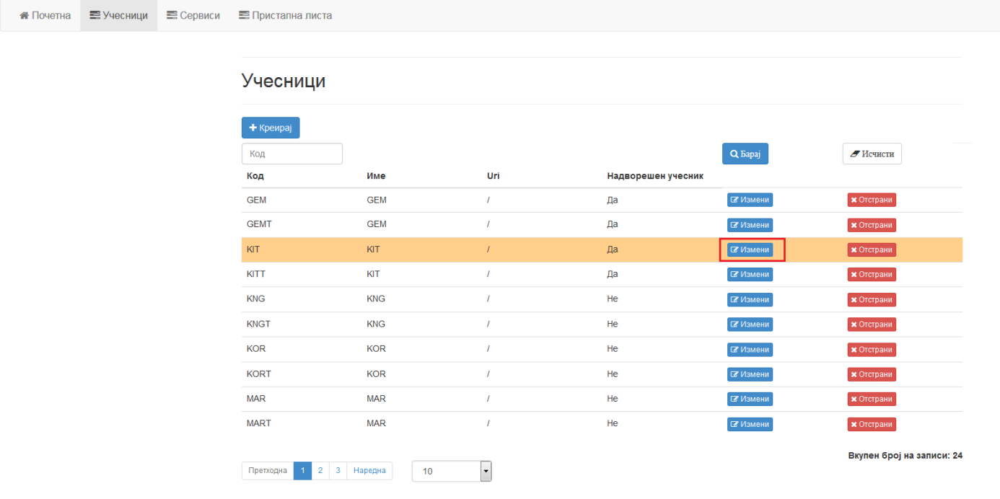 Почетна Учесници Сервиси Пристапна листа
Учесници
Креирај
Код Барај Исчисти
Код Име Uri Надворешен учесник
GEM GEM / Да Измени Отстрани
GEMT GEM / Да Измени Отстрани
KIT KIT / Да Измени Отстрани
KITT KIT / Да Измени Отстрани
KNG KNG / Не Измени Отстрани
KNGT KNG / Не Измени Отстрани
KOR KOR / Не Измени Отстрани
KORT KOR / Не Измени Отстрани
MAR MAR / Не Измени Отстрани
MART MAR / Не Измени Отстрани
Вкупен број на записи: 24
Претходна 1 2 3 Наредна 10